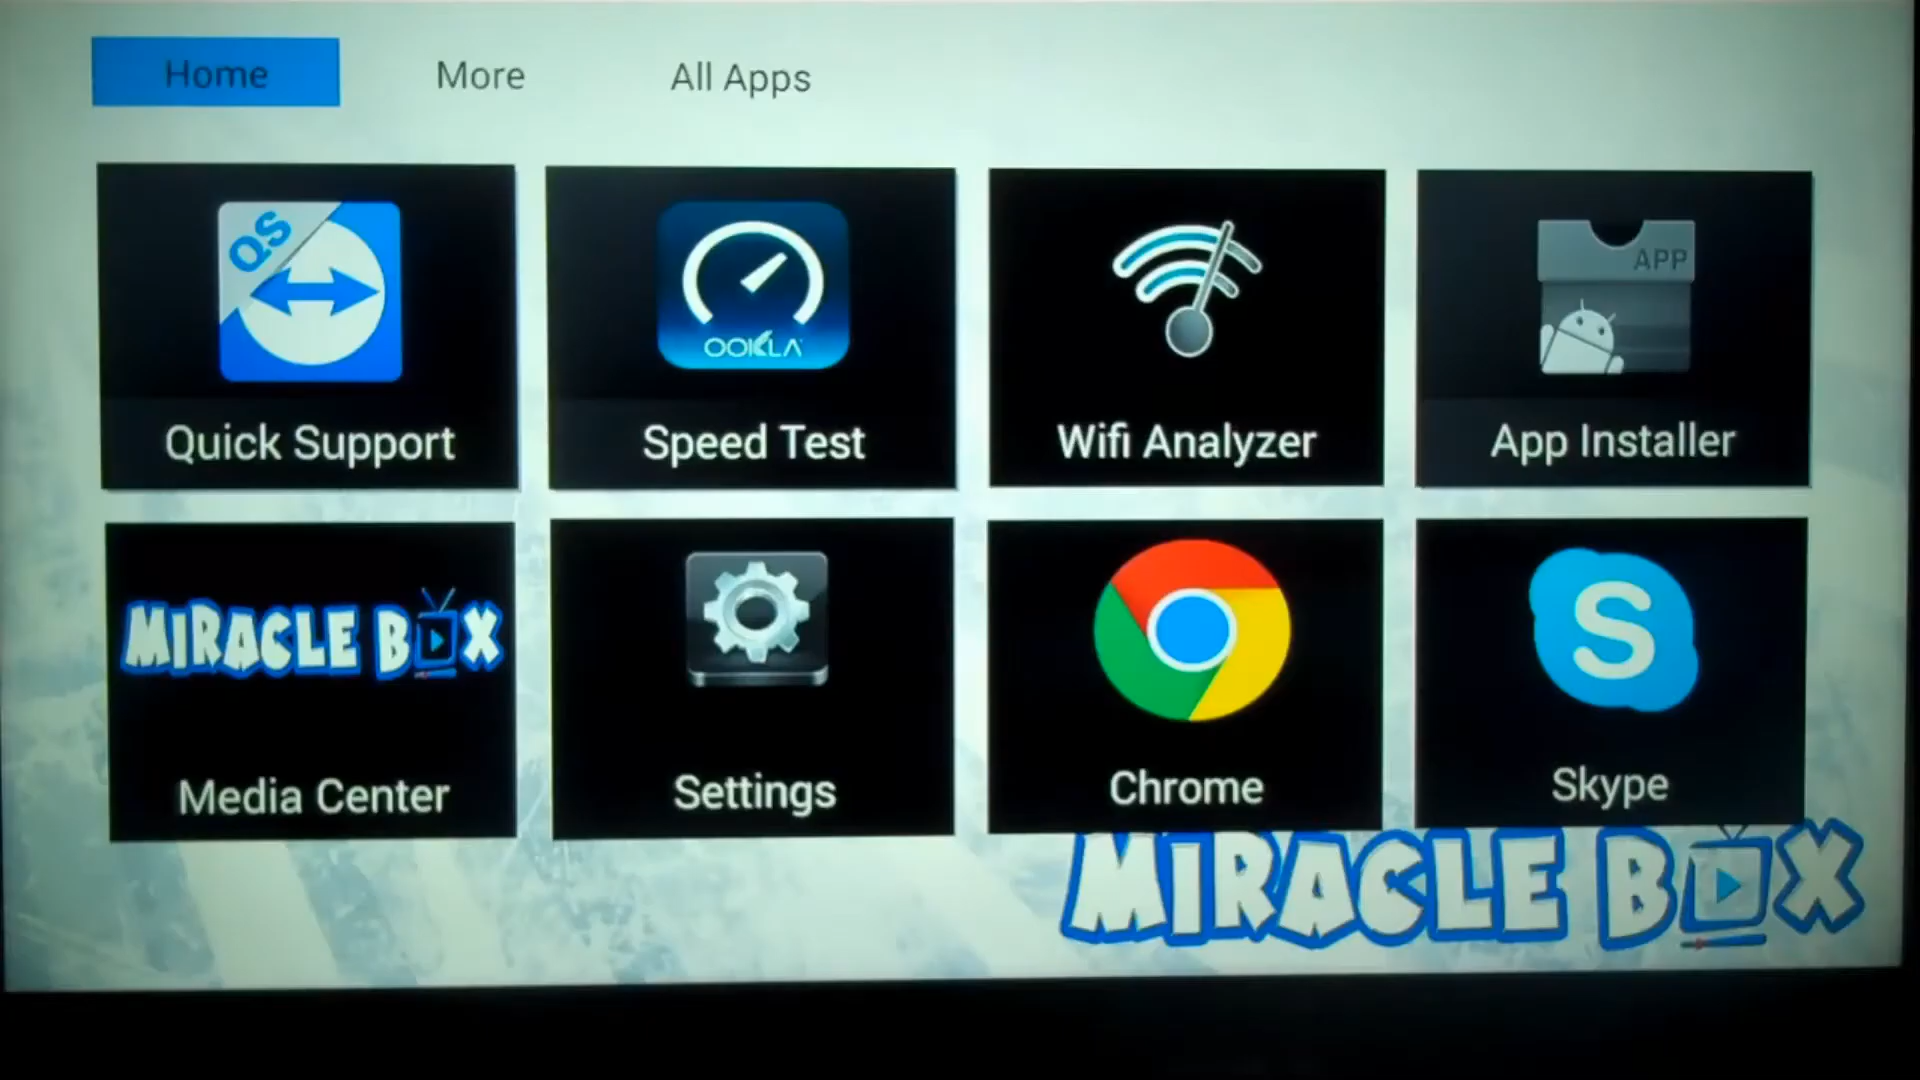 Home More All Apps
QS
OOKLA
APP
Quick Support Speed Test Wifi Analyzer App Installer
MIRACLE BOX
S
Media Center Settings Chrome Skype
MIRACLE BOX